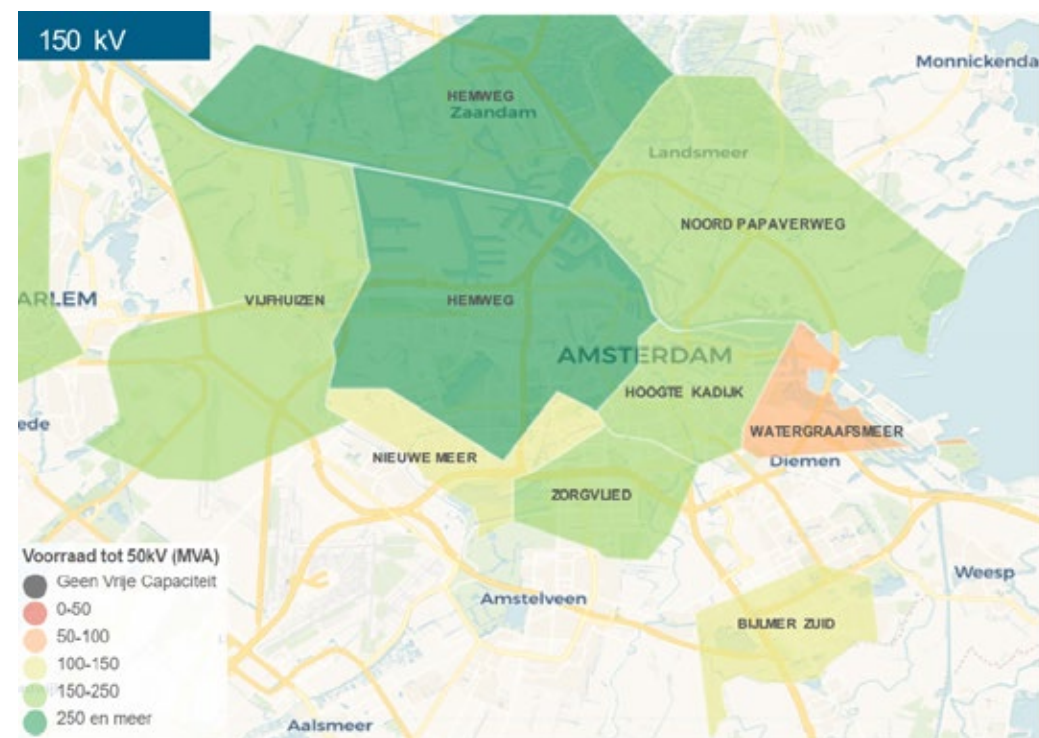 150 kV
Monnickenda
HEMWEG
Zaandam
Landsmeer
NOORD PAPAVERWEG
ARLEM
VIJFHUIZEN
HEMWEG
AMSTERDAM
HOOGTE KADIJK
ede
WATERGRAAFSMEER
NIEUWE MEER
Diemen
ZORGVLIED
Voorraad tot 50kV (MVA)
Geen Vrije Capaciteit
0-50
50-100
100-150
150-250
250 en meer
Weesp
Amstelveen
BIJLMER ZUID
Aalsmeer